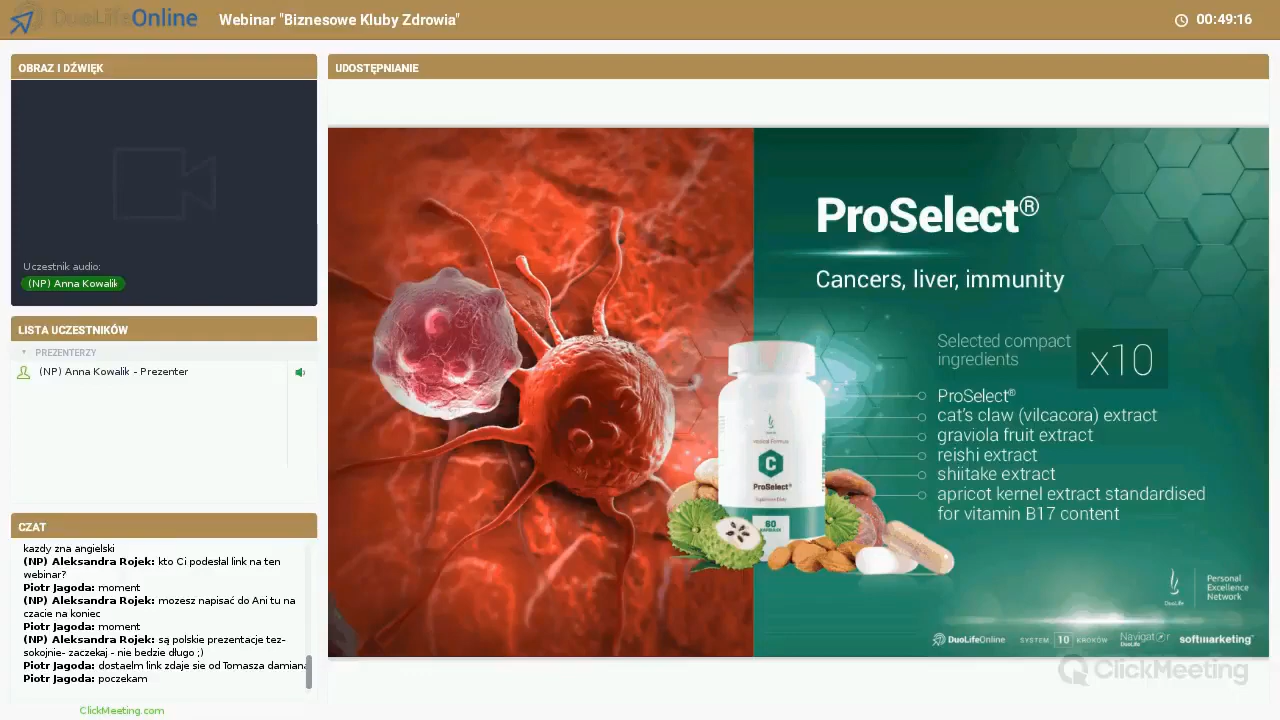 DuoLifeOnline
Webinar "Biznesowe Kluby Zdrowia"
00:49:16
OBRAZ I DŹWIĘK
Uczestnik audio:
(NP) Anna Kowalik
LISTA UCZESTNIKÓW
PREZENTERZY
(NP) Anna Kowalik - Prezenter
CZAT
kazdy zna angielski
(NP) Aleksandra Rojek: kto Ci podesłał link na ten
webinar?
Piotr Jagoda: moment
(NP) Aleksandra Rojek: mozesz napisać do Ani tu na
czacie na koniec
Piotr Jagoda: moment
(NP) Aleksandra Rojek: są polskie prezentacje tez-
sokojnie- zaczekaj - nie bedzie długo ;)
Piotr Jagoda: dostaelm link zdaje sie od Tomasza damiana
Piotr Jagoda: poczekam
ClickMeeting.com
UDOSTĘPNIANIE
ProSelect®
Cancers, liver, immunity
Selected compact
ingredients
x10
ProSelect®
cat's claw (vilcacora) extract
graviola fruit extract
reishi extract
shiitake extract
apricot kernel extract standardised
for vitamin B17 content
C
ProSelect®
60
DuoLife
Personal
Excellence
Network
DuoLifeOnline
SYSTEM 10 KROKÓW
Navigator
DuoLife
softmarketing
ClickMeeting